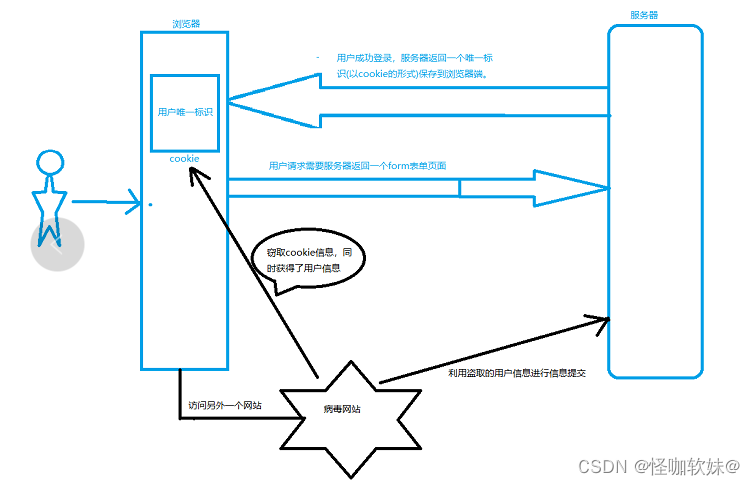 浏览器
服务器
用户成功登录，服务器返回一个唯一标
识(以cookie的形式)保存到浏览器端。
用户唯一标识
cookie
用户请求需要服务器返回一个form表单页面
窃取cookie信息，同
时获得了用户信息
利用盗取的用户信息进行信息提交
访问另外一个网站
病毒网站
CSDN @怪咖软妹@